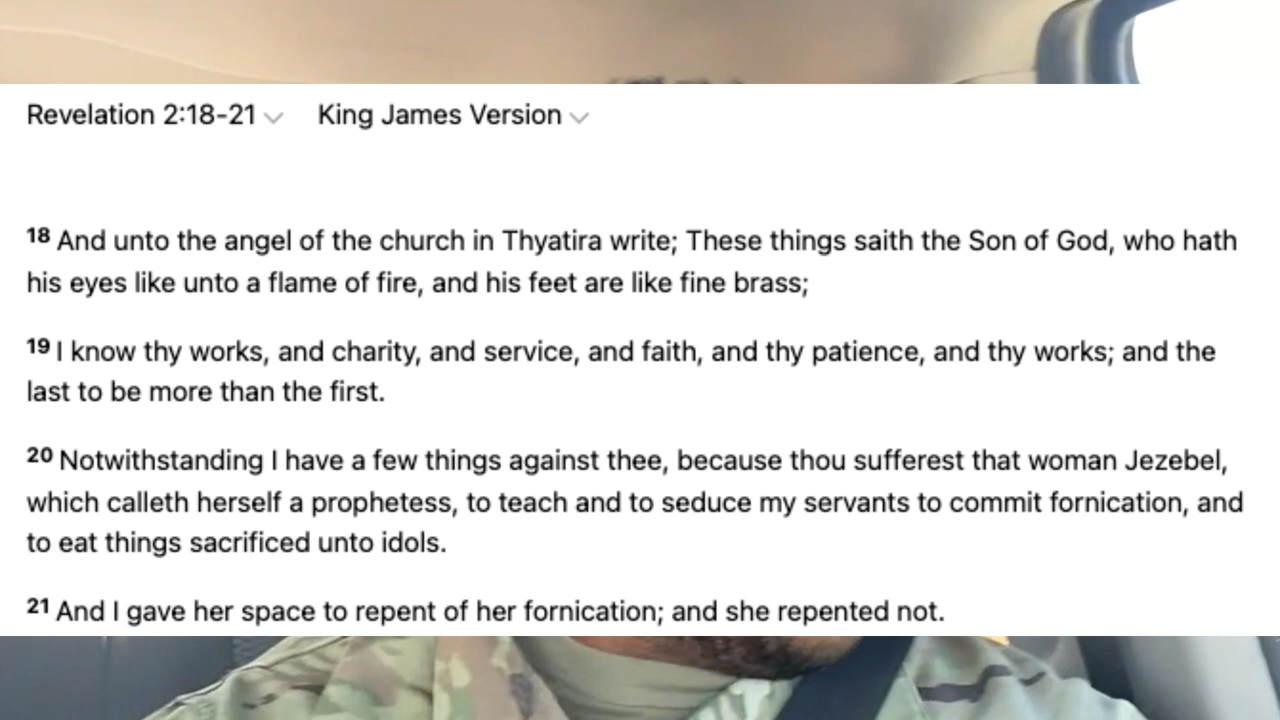 Revelation 2:18-21 King James Version
18 And unto the angel of the church in Thyatira write; These things saith the Son of God, who hath
his eyes like unto a flame of fire, and his feet are like fine brass;
19 I know thy works, and charity, and service, and faith, and thy patience, and thy works; and the
last to be more than the first.
20 Notwithstanding I have a few things against thee, because thou sufferest that woman Jezebel,
which calleth herself a prophetess, to teach and to seduce my servants to commit fornication, and
to eat things sacrificed unto idols.
21 And I gave her space to repent of her fornication; and she repented not.